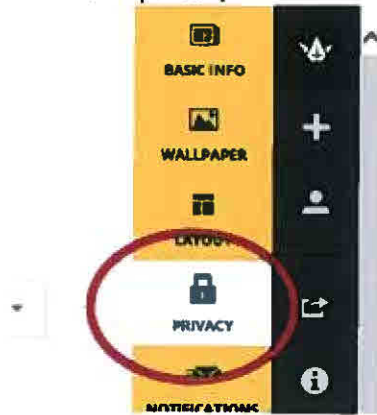 BASIC INFO
WALLPAPER
LAYOUT
PRIVACY
NOTIFICATIONS